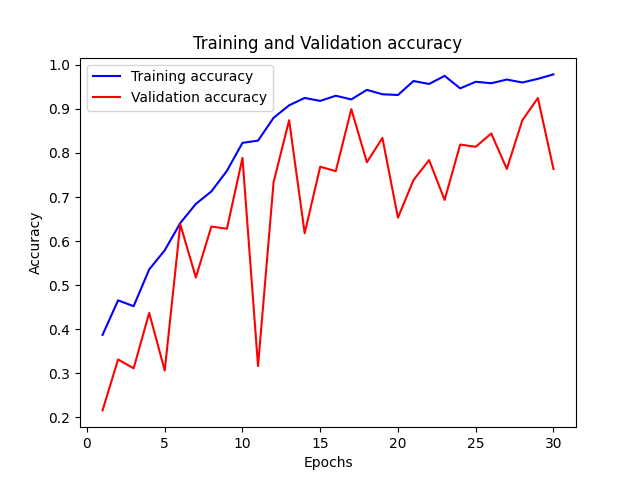 Training and Validation accuracy
Training accuracy
Validation accuracy
Accuracy
1.0
0.9
0.8
0.7
0.6
0.5
0.4
0.3
0.2
0 5 10 15 20 25 30
Epochs